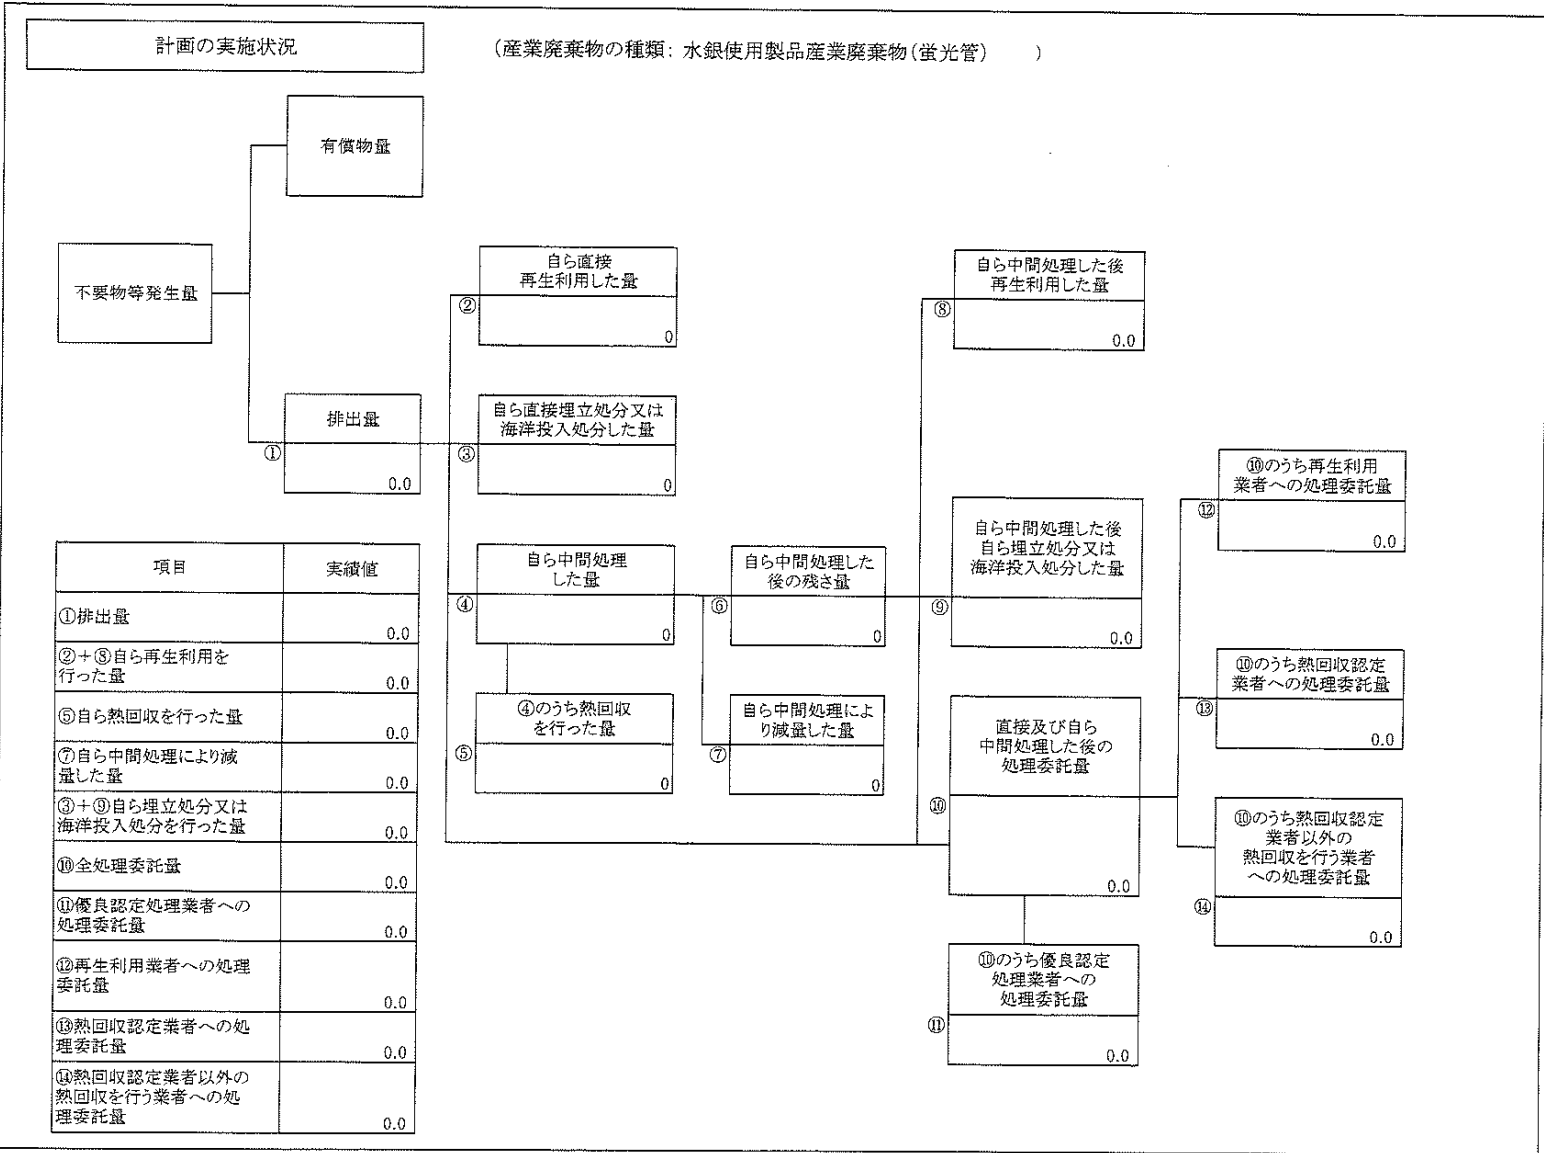 計画の実施状況
(産業廃棄物の種類: 水銀使用製品産業廃棄物(蛍光管) )
有償物量
不要物等発生量
排出量
①
0.0
自ら直接
再生利用した量
②
0
自ら直接埋立処分又は
海洋投入処分した量
③
0
自ら中間処理
した量
④
0
④のうち熱回収
を行った量
⑤
0
自ら中間処理した
後の残さ量
⑥
0
自ら中間処理によ
り減量した量
⑦
0
自ら中間処理した後
再生利用した量
⑧
0.0
自ら中間処理した後
自ら埋立処分又は
海洋投入処分した量
⑨
0.0
直接及び自ら
中間処理した後の
処理委託量
⑩
0.0
⑩のうち優良認定
処理業者への
処理委託量
⑪
0.0
⑩のうち再生利用
業者への処理委託量
⑫
0.0
⑩のうち熱回収認定
業者への処理委託量
⑬
0.0
⑩のうち熱回収認定
業者以外の
熱回収を行う業者
への処理委託量
⑭
0.0
項目 実績値
①排出量
0.0
②+⑧自ら再生利用を
行った量
0.0
⑤自ら熱回収を行った量
0.0
⑦自ら中間処理により減
量した量
0.0
③+⑨自ら埋立処分又は
海洋投入処分を行った量
0.0
⑩全処理委託量
0.0
⑪優良認定処理業者への
処理委託量
0.0
⑫再生利用業者への処理
委託量
0.0
⑬熱回収認定業者への処
理委託量
0.0
⑭熱回収認定業者以外の
熱回収を行う業者への処
理委託量
0.0